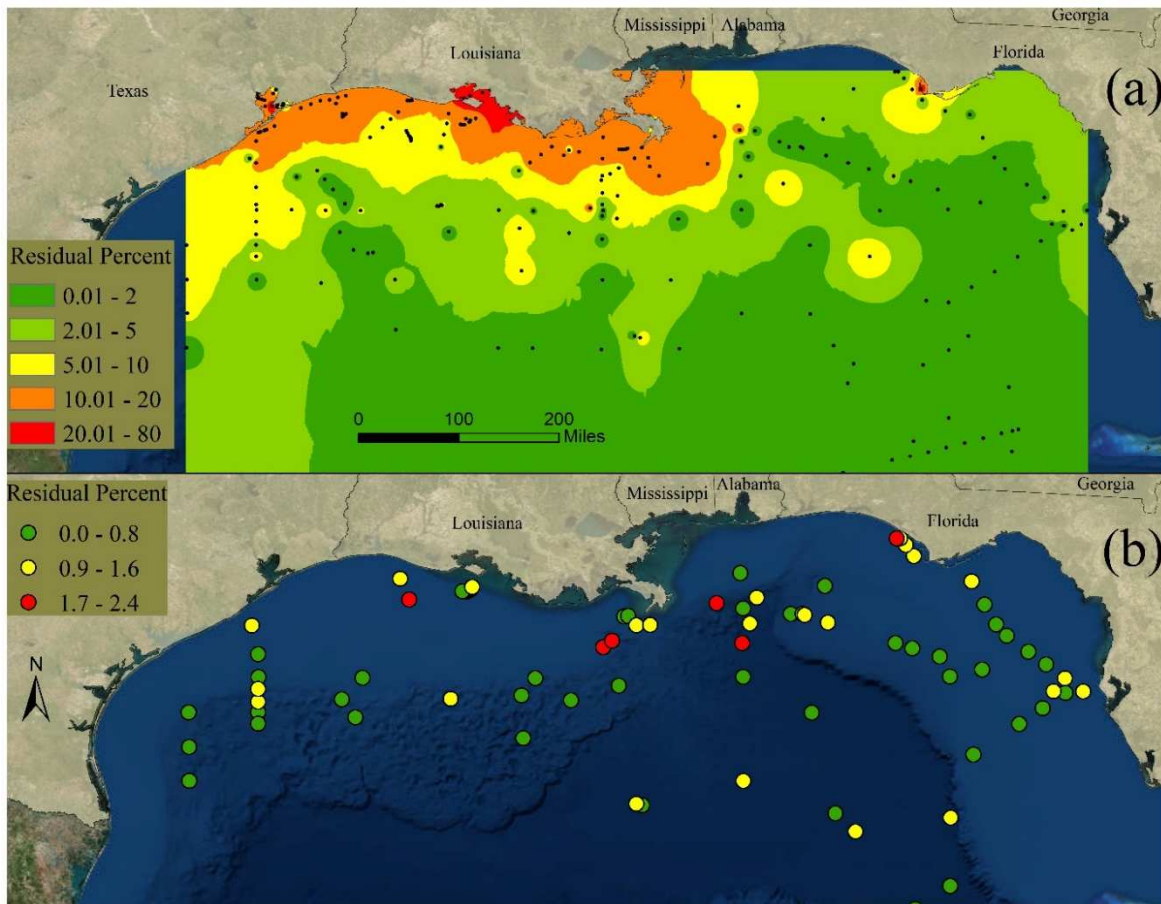 Georgia
Mississippi
Alabama
Louisiana
Florida
Texas
(a)
Residual Percent
0.01 - 2
2.01 - 5
5.01 - 10
10.01 - 20
20.01 - 80
0
100
200
Miles
Residual Percent
0.0 - 0.8
0.9 - 1.6
1.7 - 2.4
Mississippi
Alabama
Georgia
Louisiana
Florida
(b)
N